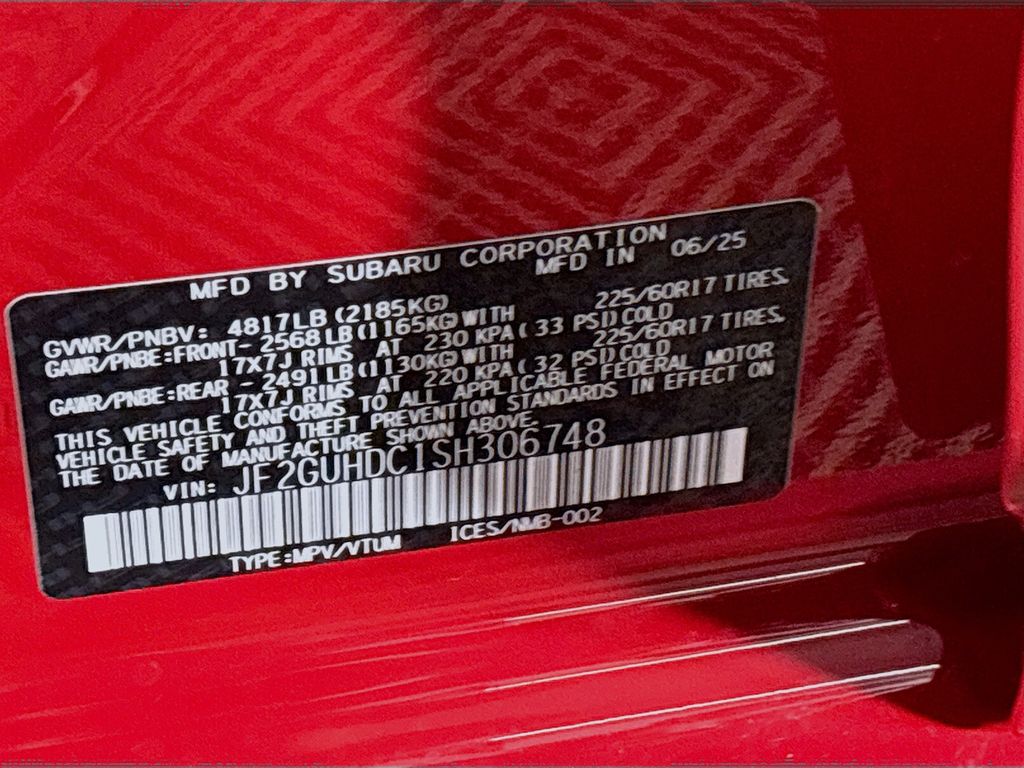 MFD BY SUBARU CORPORATION
MFD IN 06/25
GVWR/PNBV: 4817LB (2185KG)
GAWR/PNBE:FRONT- 2568LB(1165KG)WITH 225/60R17 TIRES.
17X7J RIMS AT 230 KPA( 33 PSI)COLD
GAWR/PNBE:REAR - 2491LB(1130KG)WITH 225/60R17 TIRES.
17X7J RIMS AT 220 KPA( 32 PSI)COLD
THIS VEHICLE CONFORMS TO ALL APPLICABLE FEDERAL MOTOR
VEHICLE SAFETY AND THEFT PREVENTION STANDARDS IN EFFECT ON
THE DATE OF MANUFACTURE SHOWN ABOVE.
VIN: JF2GUHDC1SH306748
TYPE:MPV/VTUM ICES/NMB-002